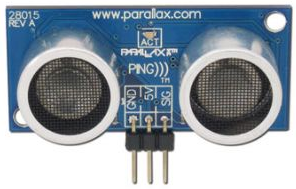 28015
REV A
www.parallax.com
ACT
PARALLAX
PING)))
TM
GND
5V
SIG